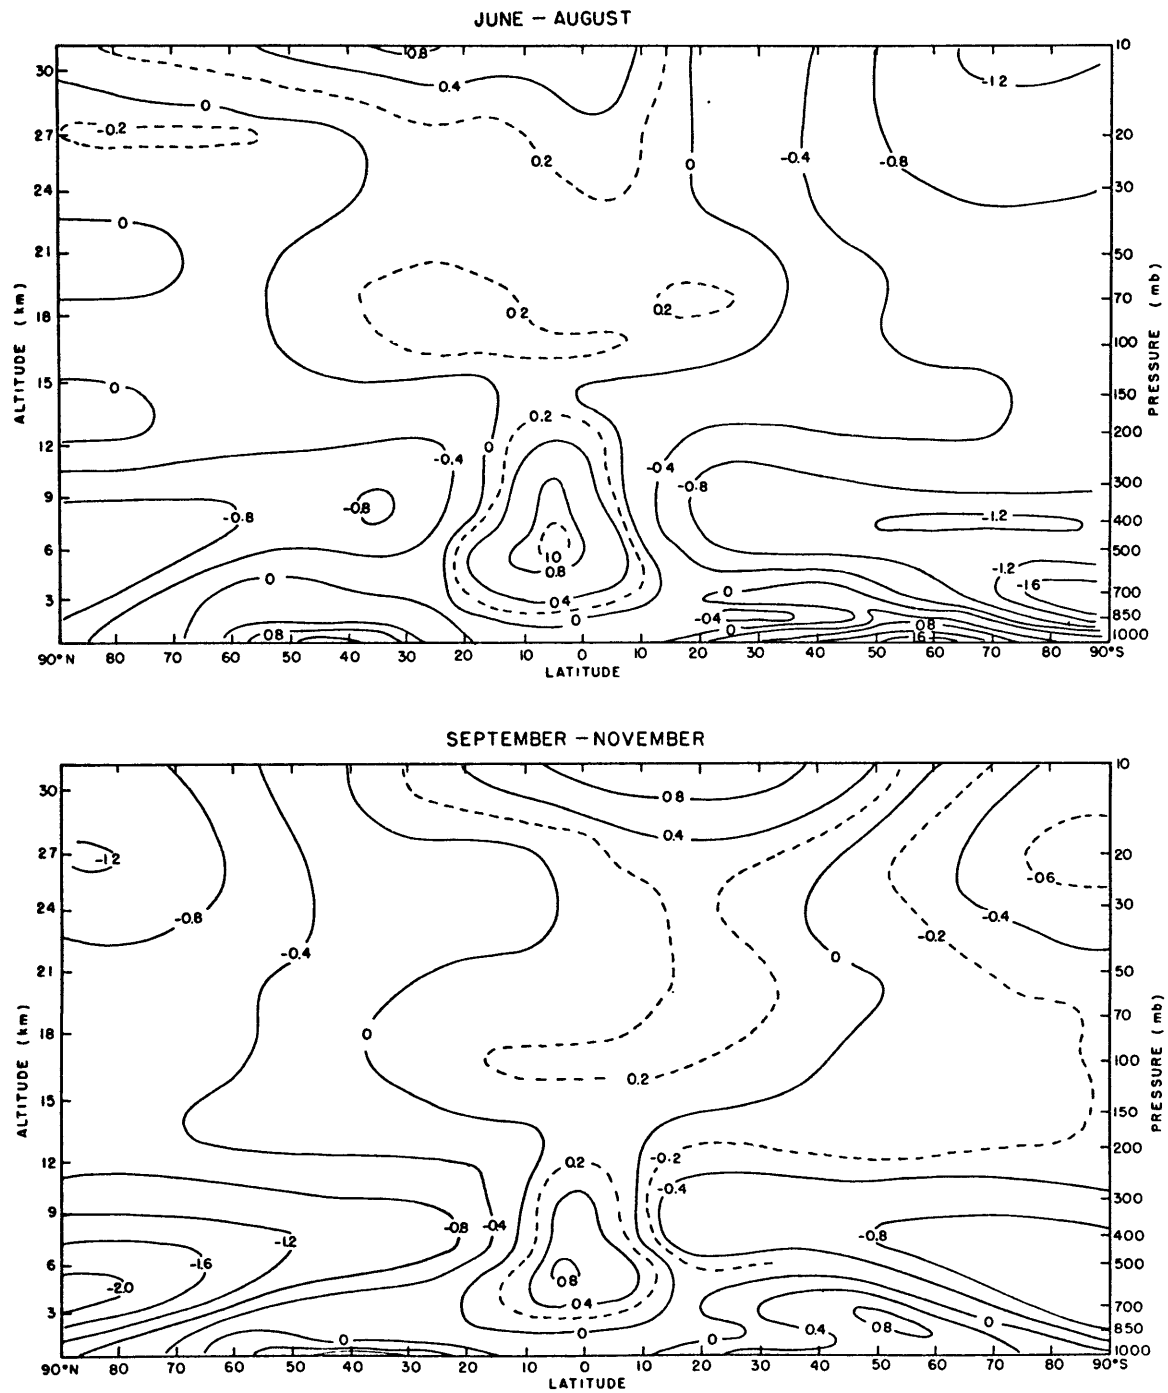 JUNE – AUGUST
0.8 10
30 0.4 -1.2
0
-0.2 20
27
0.2 0 -0.4 -0.8
24 30
0
21 50
70
18 0.2 0.2
100
15 0 150
0.2
12 0 200
-0.4 -0.4
-0.8 300
9 -0.8
-0.8 -1.2 400
6 1.0 500
0.8 -1.2
0 -1.6
3 0.4 0 700
0 -.04 850
0.8 0 0.8
1.6 1000
90°N 80 70 60 50 40 30 20 10 0 10 20 30 40 50 60 70 80 90°S
LATITUDE
ALTITUDE (km)
PRESSURE (mb)
SEPTEMBER – NOVEMBER
10
30 0.8
0.4
27 -1.2 20
-0.6
24 -0.8 30
-0.4
-0.2
-0.4 0
21 50
70
18 0
100
15 0.2
150
200
12 0.2 -0.2
-0.4
9 300
-0.8 -0.4
-1.2 -0.8 400
6 -1.6 500
-2.0 0.8
3 0.4 700
0 0.4 0.8 0 850
0 0
1000
90°N 80 70 60 50 40 30 20 10 0 10 20 30 40 50 60 70 80 90°S
LATITUDE
ALTITUDE (km)
PRESSURE (mb)